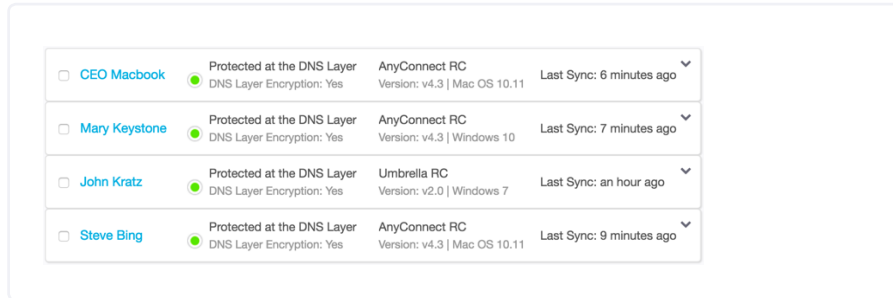 CEO Macbook
Protected at the DNS Layer
DNS Layer Encryption: Yes
AnyConnect RC
Version: v4.3 | Mac OS 10.11
Last Sync: 6 minutes ago
Mary Keystone
Protected at the DNS Layer
DNS Layer Encryption: Yes
AnyConnect RC
Version: v4.3 | Windows 10
Last Sync: 7 minutes ago
John Kratz
Protected at the DNS Layer
DNS Layer Encryption: Yes
Umbrella RC
Version: v2.0 | Windows 7
Last Sync: an hour ago
Steve Bing
Protected at the DNS Layer
DNS Layer Encryption: Yes
AnyConnect RC
Version: v4.3 | Mac OS 10.11
Last Sync: 9 minutes ago